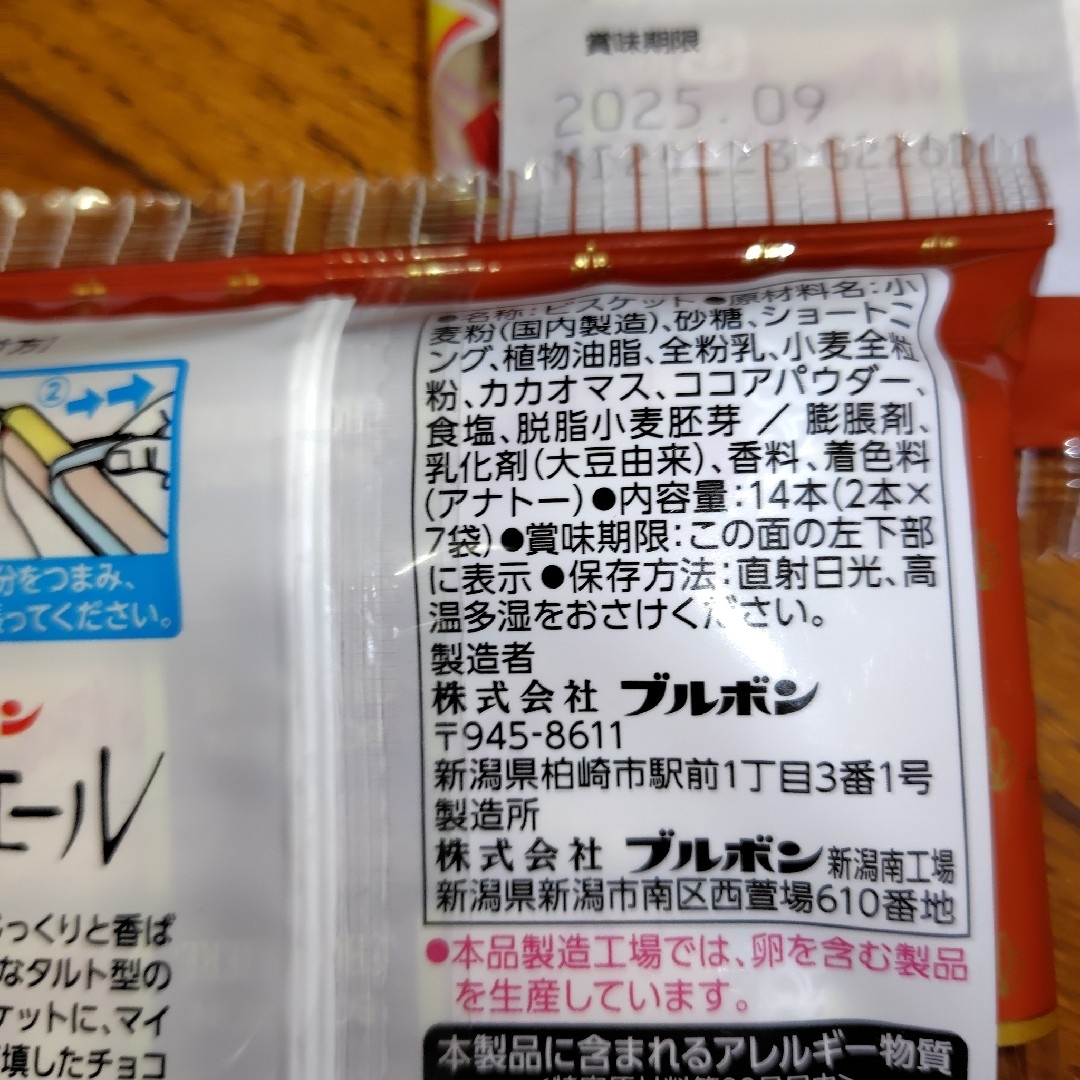 賞味期限
2025.09
②
分をつまみ、
ってください。
ン
エール
っくりと香ば
なタルト型の
ケットに、マイ
填したチョコ
●名称：ビスケット●原材料名：小
麦粉(国内製造)、砂糖、ショートニ
ング、植物油脂、全粉乳、小麦全粒
粉、カカオマス、ココアパウダー、
食塩、脱脂小麦胚芽 ／ 膨脹剤、
乳化剤(大豆由来)、香料、着色料
(アナトー)●内容量：14本(2本×
7袋)●賞味期限：この面の左下部
に表示●保存方法：直射日光、高
温多湿をおさけください。
製造者
株式会社 ブルボン
〒945-8611
新潟県柏崎市駅前1丁目3番1号
製造所
株式会社 ブルボン新潟南工場
新潟県新潟市南区西萱場610番地
●本品製造工場では、卵を含む製品
を生産しています。
本製品に含まれるアレルギー物質